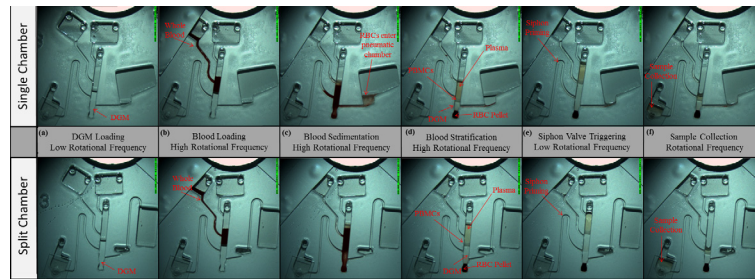 Single Chamber
DGM
Whole
Blood
RBCs enter
pneumatic
chamber
Plasma
PBMCs
DGM
RBC Pellet
Siphon
Priming
Sample
Collection
(a)
DGM Loading
Low Rotational Frequency
(b)
Blood Loading
High Rotational Frequency
(c)
Blood Sedimentation
High Rotational Frequency
(d)
Blood Stratification
High Rotational Frequency
(e)
Siphon Valve Triggering
Low Rotational Frequency
(f)
Sample Collection
Rotational Frequency
Split Chamber
DGM
Whole
Blood
Plasma
PBMCs
DGM
RBC Pellet
Siphon
Priming
Sample
Collection